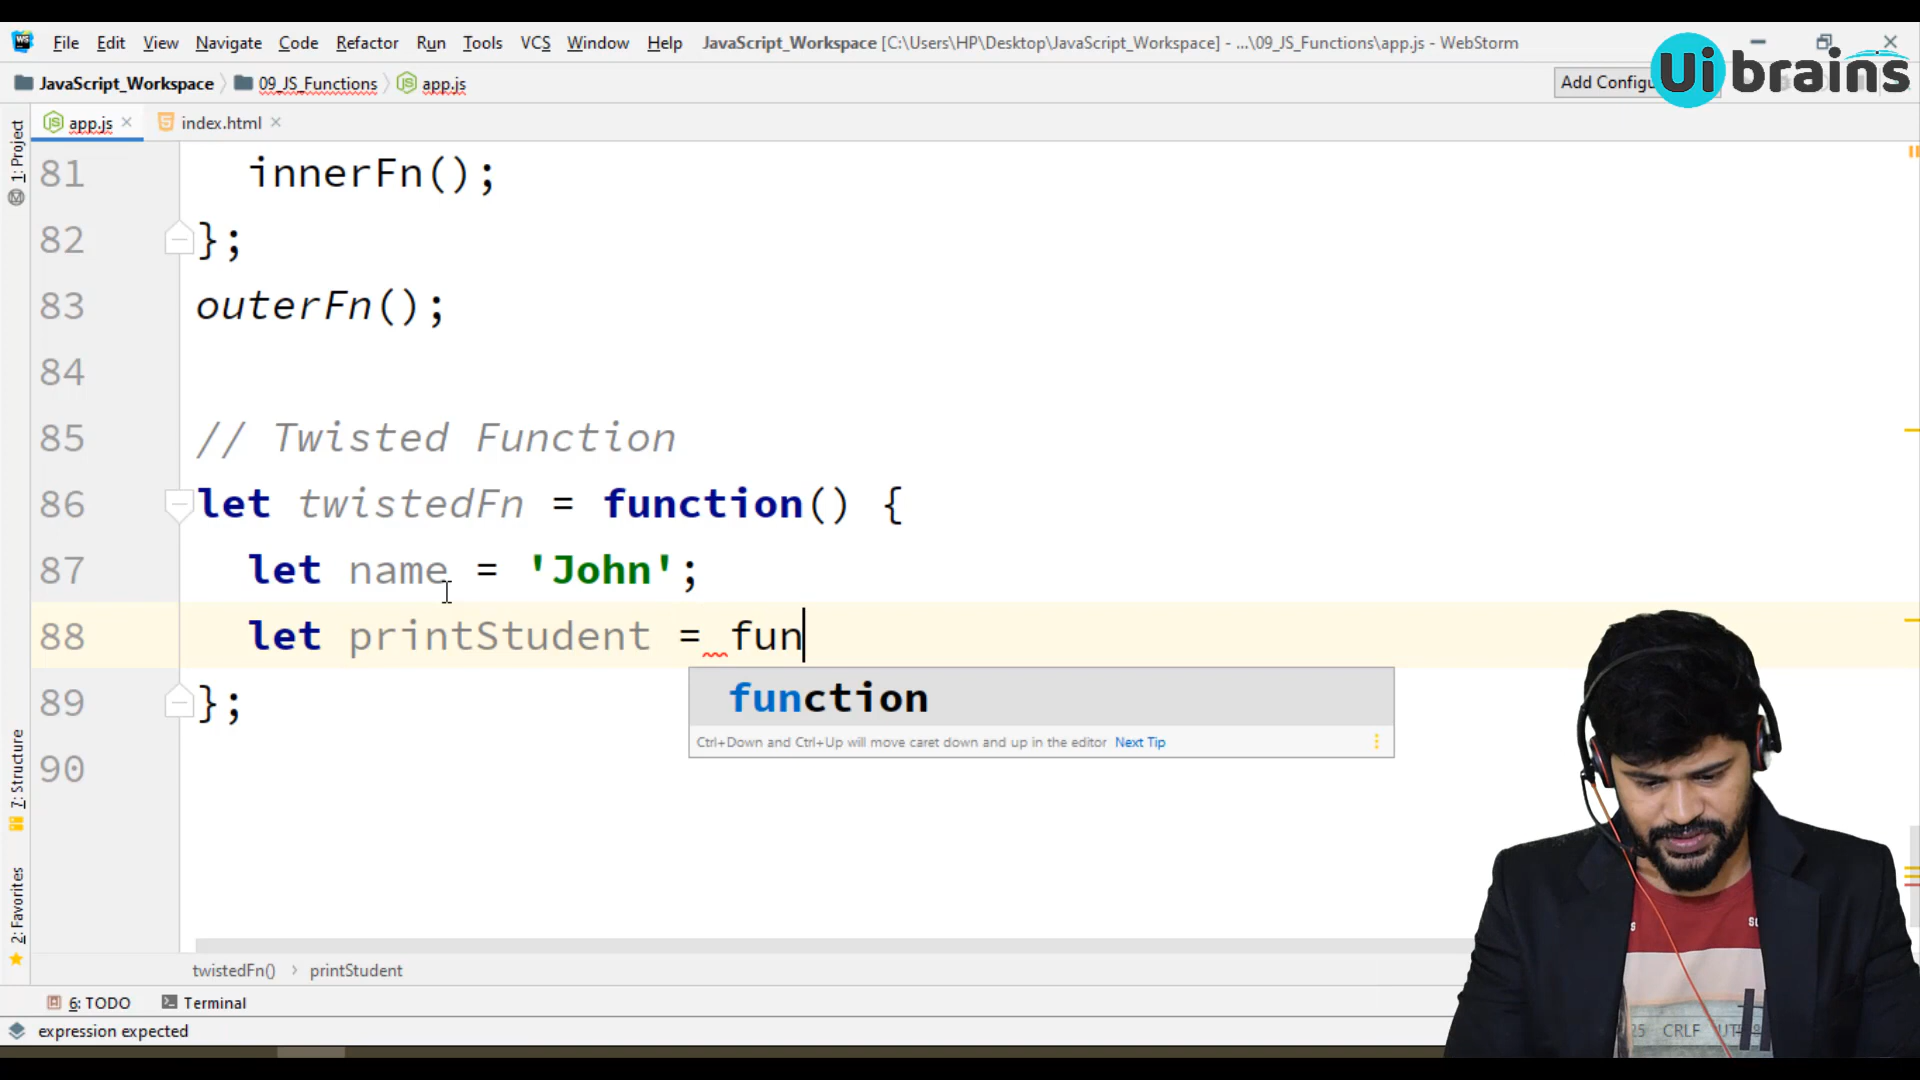 File Edit View Navigate Code Refactor Run Tools VCS Window Help JavaScript_Workspace [C:\Users\HP\Desktop\JavaScript_Workspace] - ...\09_JS_Functions\app.js - WebStorm
JavaScript_Workspace 09_JS_Functions app.js
Add Configu
Ui brains
app.js index.html
1: Project
7: Structure
2: Favorites
81 innerFn();
82 };
83 outerFn();
84
85 // Twisted Function
86 let twistedFn = function() {
87 let name = 'John';
88 let printStudent = fun
function
Ctrl+Down and Ctrl+Up will move caret down and up in the editor Next Tip
89 };
90
twistedFn() printStudent
6: TODO Terminal
expression expected
25 CRLF